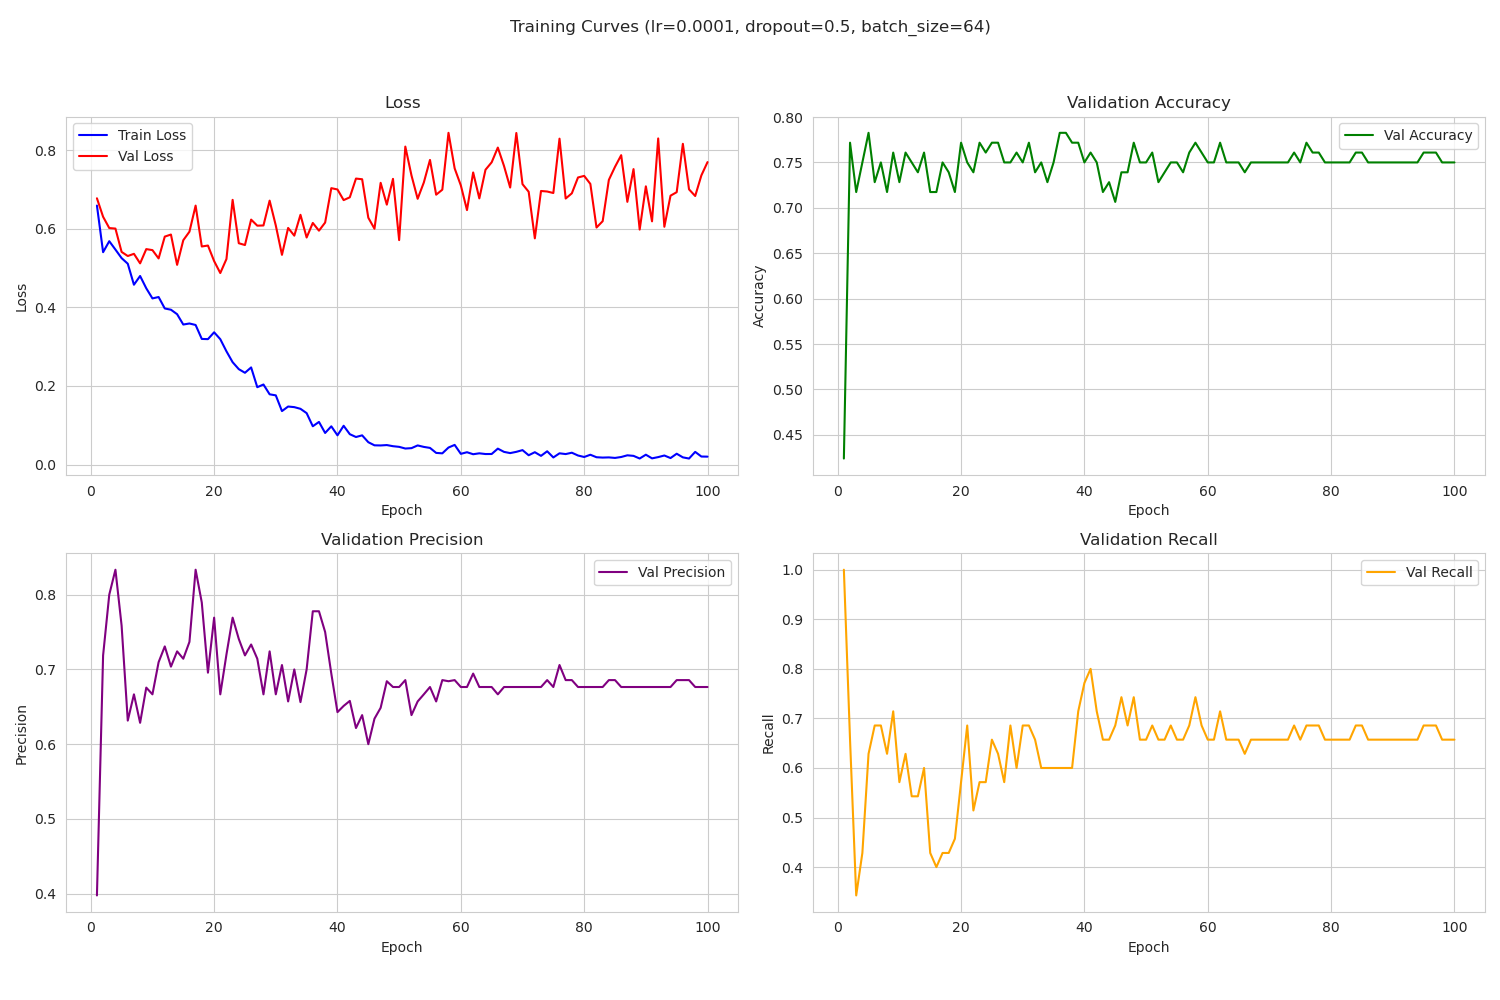 Training Curves (lr=0.0001, dropout=0.5, batch_size=64)
Loss
Train Loss
Val Loss
Loss
0.8
0.6
0.4
0.2
0.0
0 20 40 60 80 100
Epoch
Validation Accuracy
Val Accuracy
Accuracy
0.80
0.75
0.70
0.65
0.60
0.55
0.50
0.45
0 20 40 60 80 100
Epoch
Validation Precision
Val Precision
Precision
0.8
0.7
0.6
0.5
0.4
0 20 40 60 80 100
Epoch
Validation Recall
Val Recall
Recall
1.0
0.9
0.8
0.7
0.6
0.5
0.4
0 20 40 60 80 100
Epoch